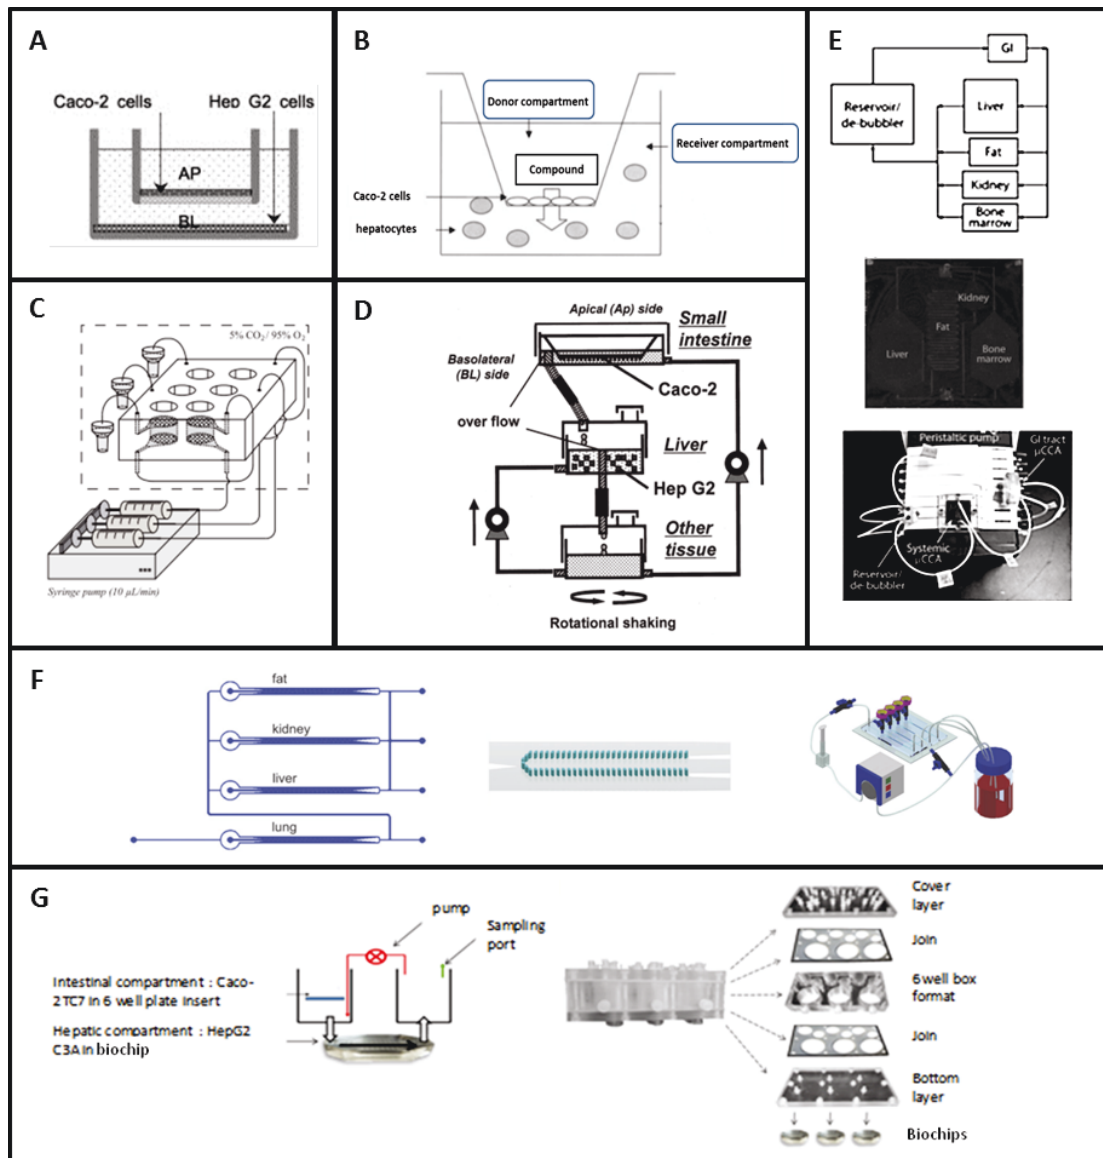 A
Caco-2 cells
Hep G2 cells
AP
BL
B
Donor compartment
Receiver compartment
Compound
Caco-2 cells
hepatocytes
C
5% CO2 / 95% O2
Syringe pump (10 µL/min)
D
Apical (Ap) side
Small
intestine
Basolateral
(BL) side
Caco-2
over flow
Liver
Hep G2
Other
tissue
Rotational shaking
E
GI
Reservoir/
de-bubbler
Liver
Fat
Kidney
Bone
marrow
Kidney
Fat
Liver
Bone
marrow
Peristaltic pump
GI tract
µCCA
Systemic
µCCA
Reservoir/
de-bubbler
F
fat
kidney
liver
lung
G
pump
Sampling
port
Intestinal compartment : Caco-
2TC7 in 6 well plate insert
Hepatic compartment : HepG2
C3A in biochip
Cover
layer
Join
6well box
format
Join
Bottom
layer
Biochips